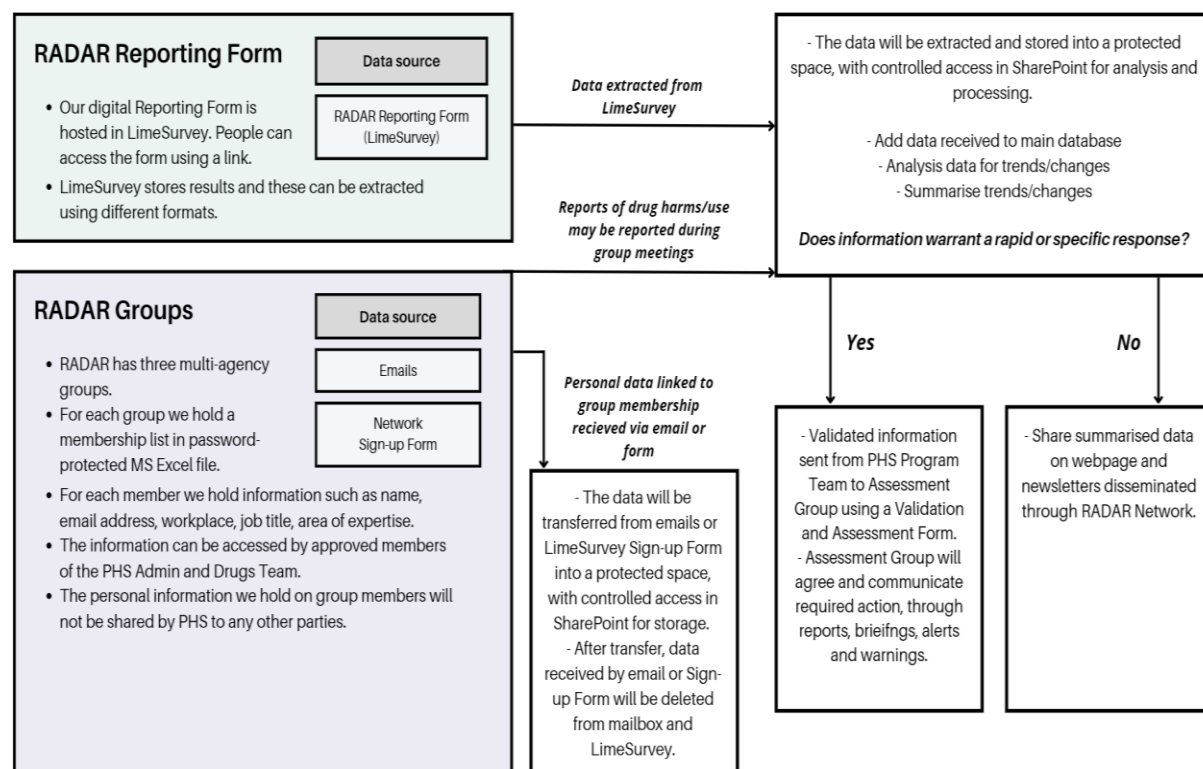 RADAR Reporting Form
Data source
RADAR Reporting Form
(LimeSurvey)
• Our digital Reporting Form is
hosted in LimeSurvey. People can
access the form using a link.
• LimeSurvey stores results and these can be extracted
using different formats.
Data extracted from
LimeSurvey
Reports of drug harms/use
may be reported during
group meetings
- The data will be extracted and stored into a protected
space, with controlled access in SharePoint for analysis and
processing.
- Add data received to main database
- Analysis data for trends/changes
- Summarise trends/changes
Does information warrant a rapid or specific response?
RADAR Groups
Data source
Emails
Network
Sign-up Form
• RADAR has three multi-agency
groups.
• For each group we hold a
membership list in password-
protected MS Excel file.
• For each member we hold information such as name,
email address, workplace, job title, area of expertise.
• The information can be accessed by approved members
of the PHS Admin and Drugs Team.
• The personal information we hold on group members will
not be shared by PHS to any other parties.
Personal data linked to
group membership
recieved via email or
form
- The data will be
transferred from emails or
LimeSurvey Sign-up Form
into a protected space,
with controlled access in
SharePoint for storage.
- After transfer, data
received by email or Sign-
up Form will be deleted
from mailbox and
LimeSurvey.
Yes
No
- Validated information
sent from PHS Program
Team to Assessment
Group using a Validation
and Assessment Form.
- Assessment Group will
agree and communicate
required action, through
reports, brieifngs, alerts
and warnings.
- Share summarised data
on webpage and
newsletters disseminated
through RADAR Network.